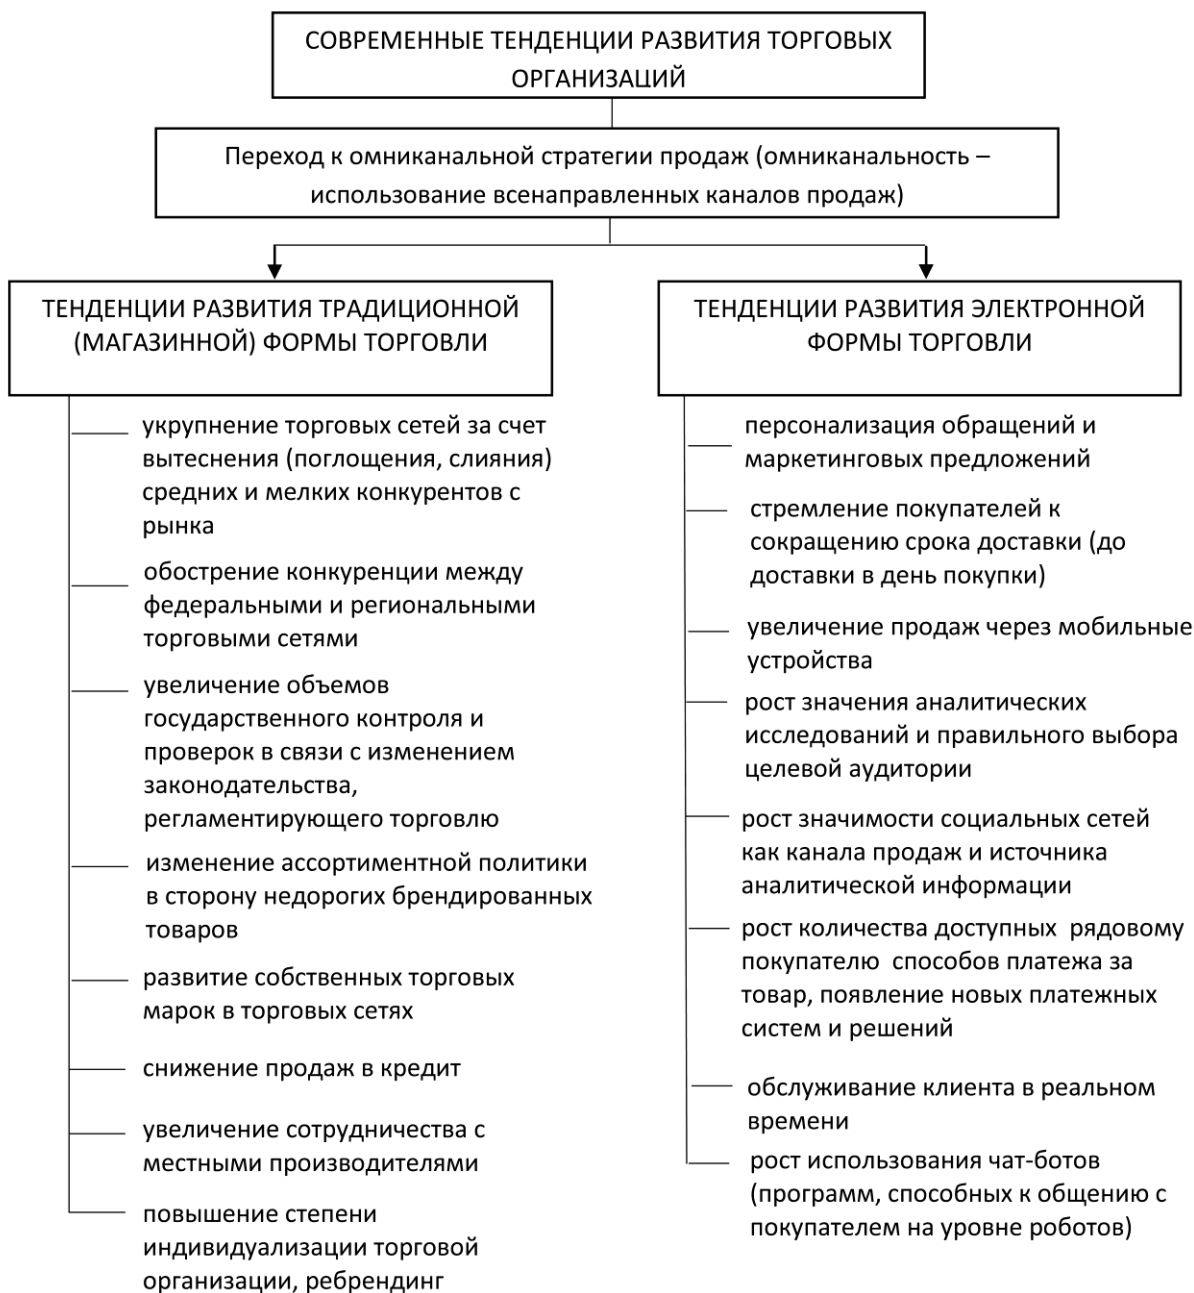 СОВРЕМЕННЫЕ ТЕНДЕНЦИИ РАЗВИТИЯ ТОРГОВЫХ
ОРГАНИЗАЦИЙ
Переход к омниканальной стратегии продаж (омниканальность –
использование всенаправленных каналов продаж)
ТЕНДЕНЦИИ РАЗВИТИЯ ТРАДИЦИОННОЙ
(МАГАЗИННОЙ) ФОРМЫ ТОРГОВЛИ
укрупнение торговых сетей за счет
вытеснения (поглощения, слияния)
средних и мелких конкурентов с
рынка
обострение конкуренции между
федеральными и региональными
торговыми сетями
увеличение объемов
государственного контроля и
проверок в связи с изменением
законодательства,
регламентирующего торговлю
изменение ассортиментной политики
в сторону недорогих брендированных
товаров
развитие собственных торговых
марок в торговых сетях
снижение продаж в кредит
увеличение сотрудничества с
местными производителями
повышение степени
индивидуализации торговой
организации, ребрендинг
ТЕНДЕНЦИИ РАЗВИТИЯ ЭЛЕКТРОННОЙ
ФОРМЫ ТОРГОВЛИ
персонализация обращений и
маркетинговых предложений
стремление покупателей к
сокращению срока доставки (до
доставки в день покупки)
увеличение продаж через мобильные
устройства
рост значения аналитических
исследований и правильного выбора
целевой аудитории
рост значимости социальных сетей
как канала продаж и источника
аналитической информации
рост количества доступных рядовому
покупателю способов платежа за
товар, появление новых платежных
систем и решений
обслуживание клиента в реальном
времени
рост использования чат-ботов
(программ, способных к общению с
покупателем на уровне роботов)